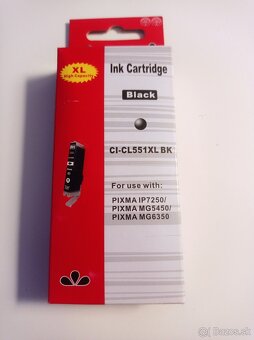 XL
High Capacity
Ink Cartridge
Black
CI-CL551XL BK
For use with:
PIXMA IP7250/
PIXMA MG5450/
PIXMA MG6350
bazos.sk